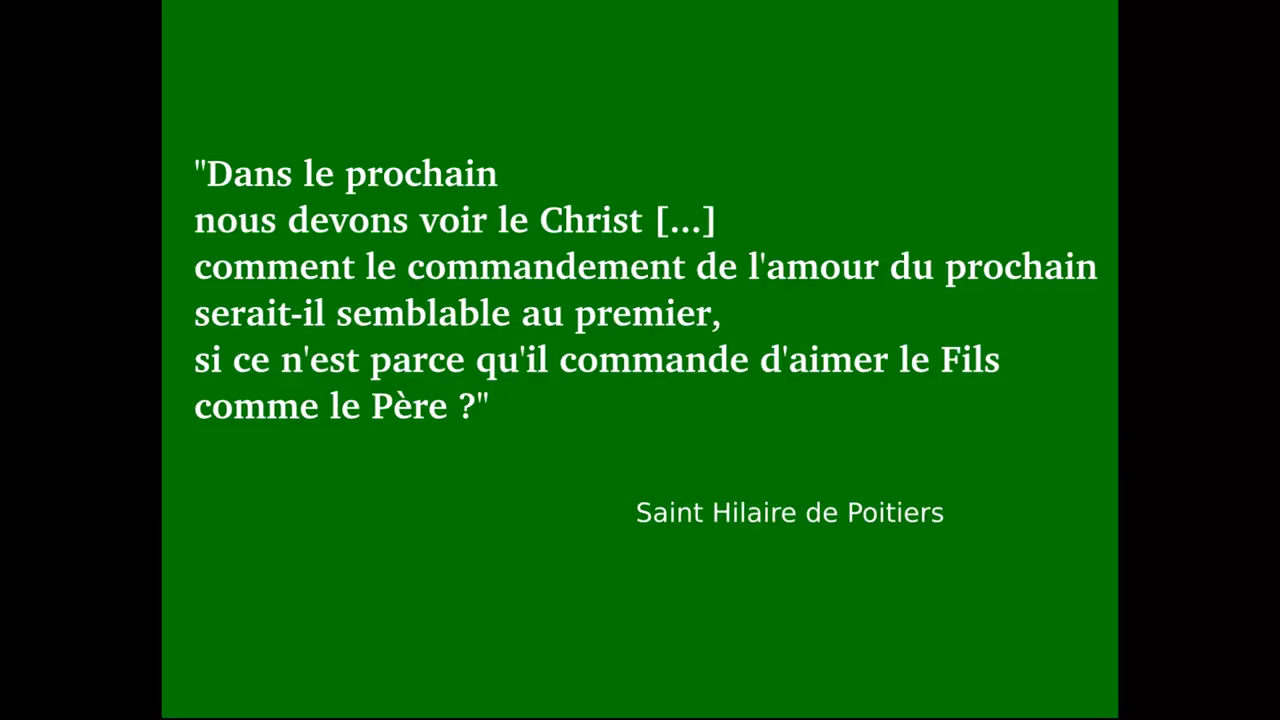 "Dans le prochain
nous devons voir le Christ [...]
comment le commandement de l'amour du prochain
serait-il semblable au premier,
si ce n'est parce qu'il commande d'aimer le Fils
comme le Père ?"
Saint Hilaire de Poitiers